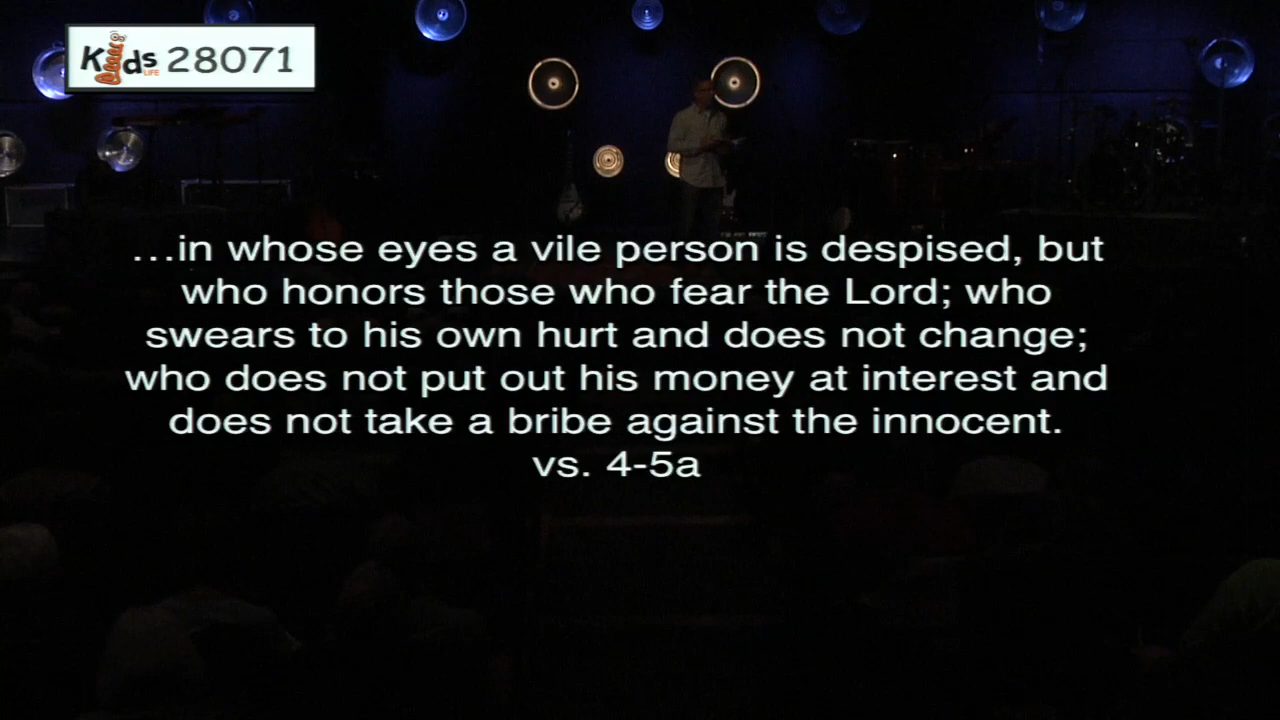 Kids 28071
LIFE
...in whose eyes a vile person is despised, but
who honors those who fear the Lord; who
swears to his own hurt and does not change;
who does not put out his money at interest and
does not take a bribe against the innocent.
vs. 4-5a